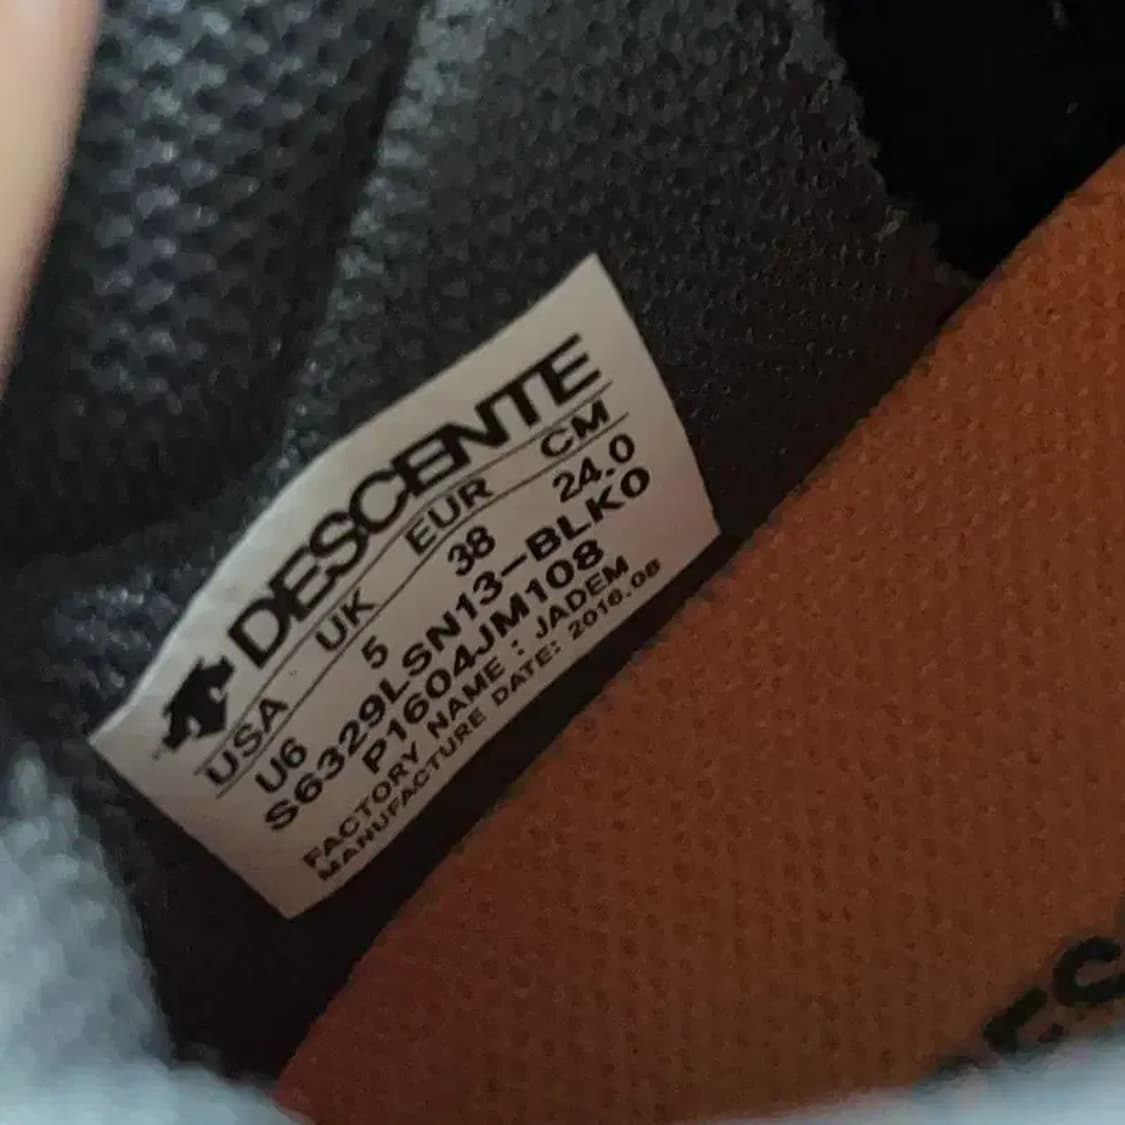 DESCENTE
USA UK EUR CM
U6 5 38 24.0
S6329LSN13-BLK0
P1604JM108
FACTORY NAME : JADEM
MANUFACTURE DATE: 2016.08
ES